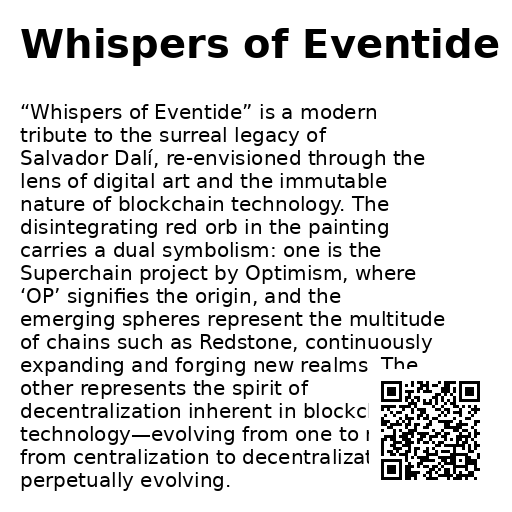 Whispers of Eventide
“Whispers of Eventide” is a modern
tribute to the surreal legacy of
Salvador Dalí, re-envisioned through the
lens of digital art and the immutable
nature of blockchain technology. The
disintegrating red orb in the painting
carries a dual symbolism: one is the
Superchain project by Optimism, where
‘OP’ signifies the origin, and the
emerging spheres represent the multitude
of chains such as Redstone, continuously
expanding and forging new realms. The
other represents the spirit of
decentralization inherent in
technology—evolving from one to
from centralization to
perpetually evolving.